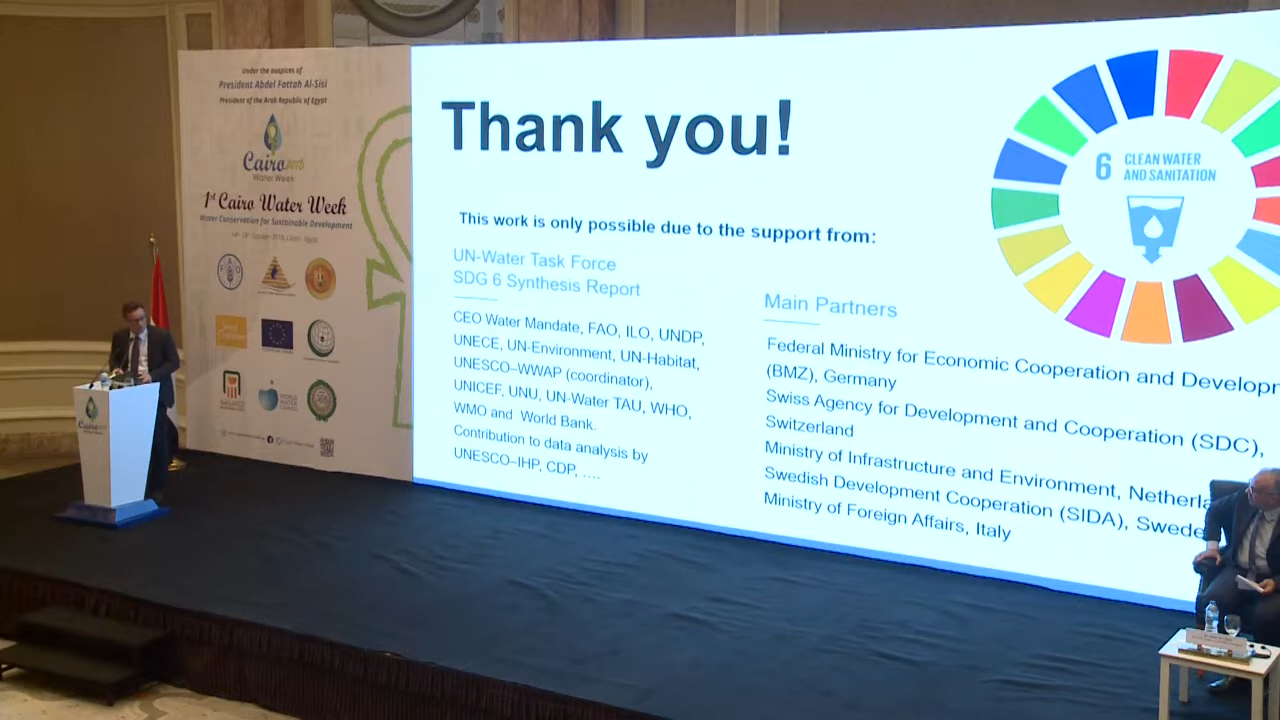 Under the auspices of
President Abdel Fattah Al-Sisi
President of the Arab Republic of Egypt
Cairo
Water Week
1st Cairo Water Week
Water Conservation for Sustainable Development
FAO
Thank you!
This work is only possible due to the support from:
UN-Water Task Force
SDG 6 Synthesis Report
CEO Water Mandate, FAO, ILO, UNDP,
UNECE, UN-Environment, UN-Habitat,
UNESCO–WWAP (coordinator),
UNICEF, UNU, UN-Water TAU, WHO,
WMO and World Bank.
Contribution to data analysis by
UNESCO–IHP, CDP, ....
Main Partners
Federal Ministry for Economic Cooperation and Developm
(BMZ), Germany
Swiss Agency for Development and Cooperation (SDC),
Switzerland
Ministry of Infrastructure and Environment, Netherla
Swedish Development Cooperation (SIDA), Swede
Ministry of Foreign Affairs, Italy
6 CLEAN WATER
AND SANITATION
Cairo